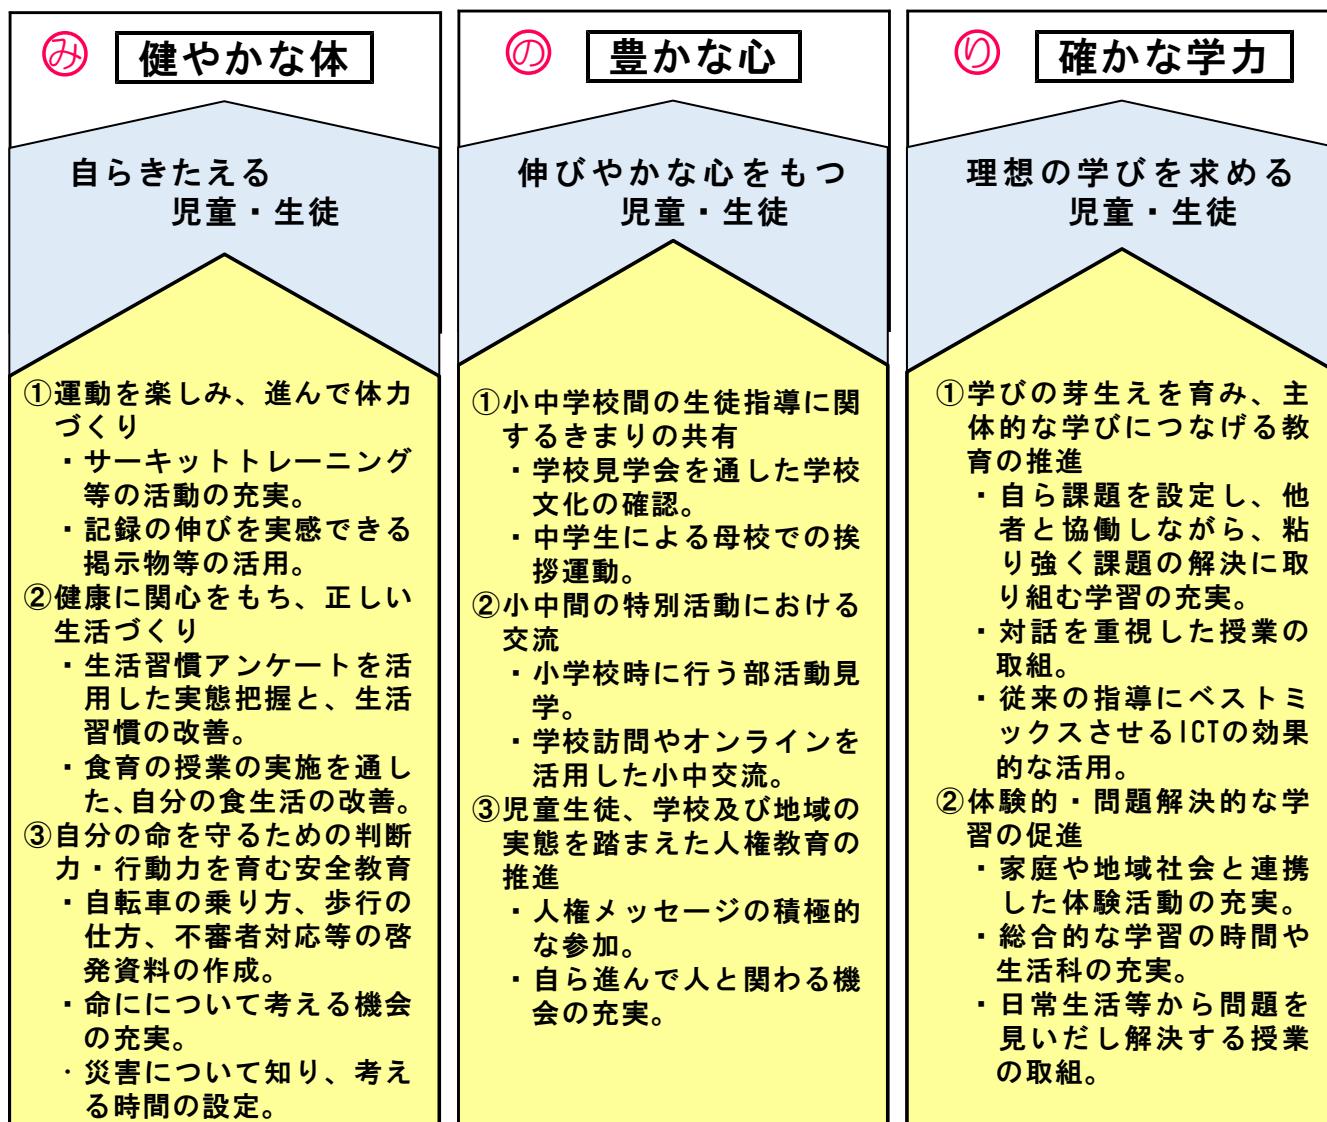 み 健やかな体
自らきたえる
児童・生徒
①運動を楽しみ、進んで体力
づくり
・サーキットトレーニング
等の活動の充実。
・記録の伸びを実感できる
掲示物等の活用。
②健康に関心をもち、正しい
生活づくり
・生活習慣アンケートを活
用した実態把握と、生活
習慣の改善。
・食育の授業の実施を通し
た、自分の食生活の改善。
③自分の命を守るための判断
力・行動力を育む安全教育
・自転車の乗り方、歩行の
仕方、不審者対応等の啓
発資料の作成。
・命にについて考える機会
の充実。
・災害について知り、考え
る時間の設定。
の 豊かな心
伸びやかな心をもつ
児童・生徒
①小中学校間の生徒指導に関
するきまりの共有
・学校見学会を通した学校
文化の確認。
・中学生による母校での挨
拶運動。
②小中間の特別活動における
交流
・小学校時に行う部活動見
学。
・学校訪問やオンラインを
活用した小中交流。
③児童生徒、学校及び地域の
実態を踏まえた人権教育の
推進
・人権メッセージの積極的
な参加。
・自ら進んで人と関わる機
会の充実。
り 確かな学力
理想の学びを求める
児童・生徒
①学びの芽生えを育み、主
体的な学びにつなげる教
育の推進
・自ら課題を設定し、他
者と協働しながら、粘
り強く課題の解決に取
り組む学習の充実。
・対話を重視した授業の
取組。
・従来の指導にベストミ
ックスさせるICTの効果
的な活用。
②体験的・問題解決的な学
習の促進
・家庭や地域社会と連携
した体験活動の充実。
・総合的な学習の時間や
生活科の充実。
・日常生活等から問題を
見いだし解決する授業
の取組。